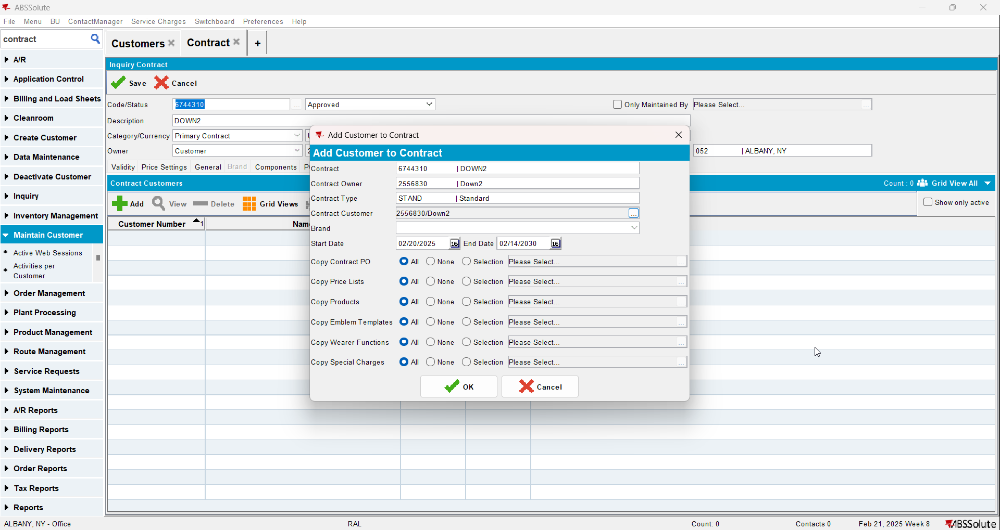 ABSSolute
File Menu BU ContactManager Service Charges Switchboard Preferences Help
contract
Customers Contract +
A/R
Application Control
Billing and Load Sheets
Cleanroom
Create Customer
Data Maintenance
Deactivate Customer
Inquiry
Inventory Management
Maintain Customer
Active Web Sessions
Activities per
Customer
Order Management
Plant Processing
Product Management
Route Management
Service Requests
System Maintenance
A/R Reports
Billing Reports
Delivery Reports
Order Reports
Tax Reports
Reports
Inquiry Contract
Save Cancel
Code/Status 6744310 ... Approved Only Maintained By Please Select... ...
Description DOWN2
Category/Currency Primary Contract
Owner Customer 052 | ALBANY, NY
Validity Price Settings General Brand Components
Contract Customers Count : 0 Grid View All
Add View Delete Grid Views Show only active
Customer Number 1
Add Customer to Contract
Add Customer to Contract
Contract 6744310 | DOWN2
Contract Owner 2556830 | Down2
Contract Type STAND | Standard
Contract Customer 2556830/Down2 ...
Brand
Start Date 02/20/2025 16 End Date 02/14/2030 16
Copy Contract PO All None Selection Please Select... ...
Copy Price Lists All None Selection Please Select... ...
Copy Products All None Selection Please Select... ...
Copy Emblem Templates All None Selection Please Select... ...
Copy Wearer Functions All None Selection Please Select... ...
Copy Special Charges All None Selection Please Select... ...
OK Cancel
ALBANY, NY - Office RAL Count: 0 Contacts 0 Feb 21, 2025 Week 8 ABSSolute